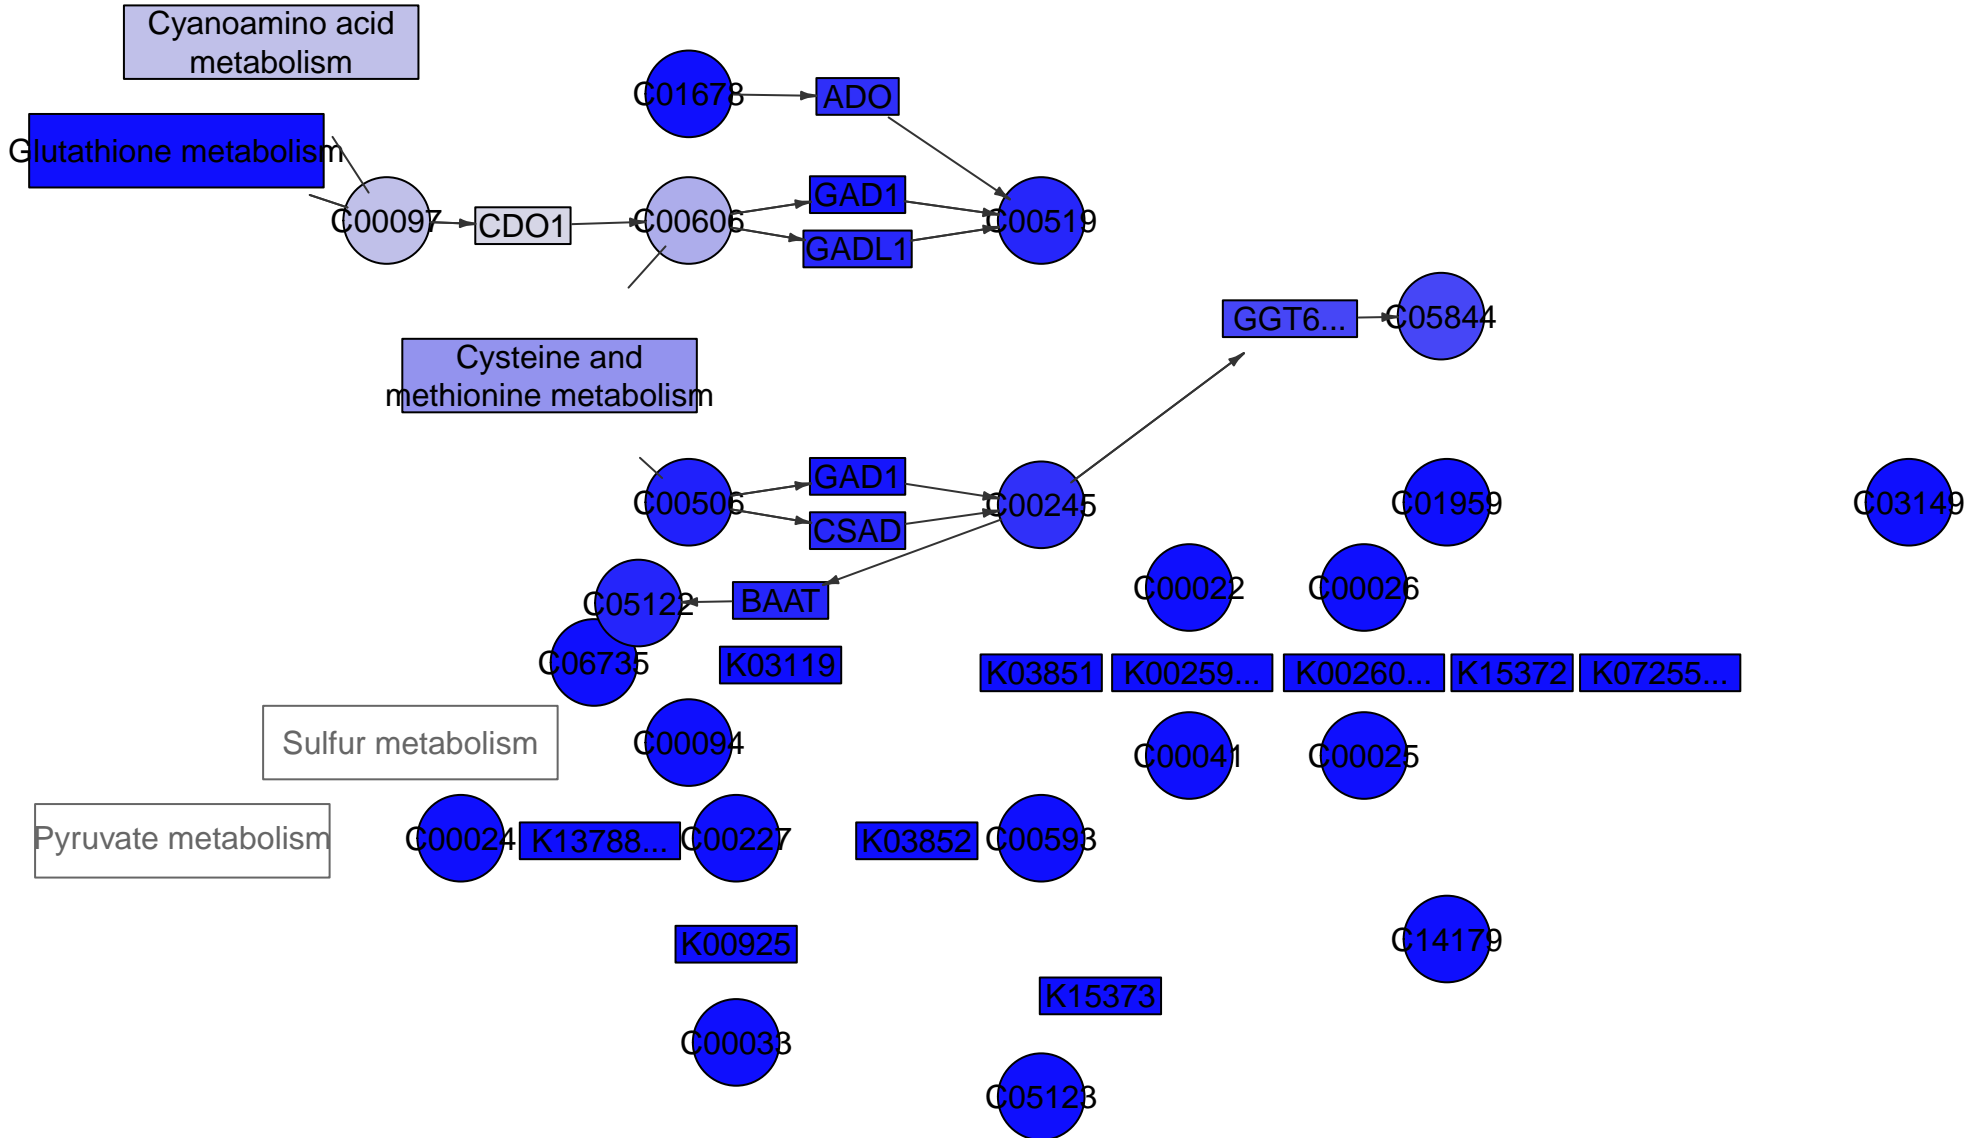 Cyanoamino acid
metabolism
C01678
ADO
Glutathione metabolism
C00097
CDO1
C00606
GAD1
GADL1
C00519
GGT6...
C05844
Cysteine and
methionine metabolism
C00506
GAD1
CSAD
C00245
C01959
C03149
C05122
BAAT
C00022
C00026
C06735
K03119
K03851
K00259...
K00260...
K15372
K07255...
Sulfur metabolism
C00094
C00041
C00025
Pyruvate metabolism
C00024
K13788...
C00227
K03852
C00593
K00925
C14179
K15373
C00033
C05123